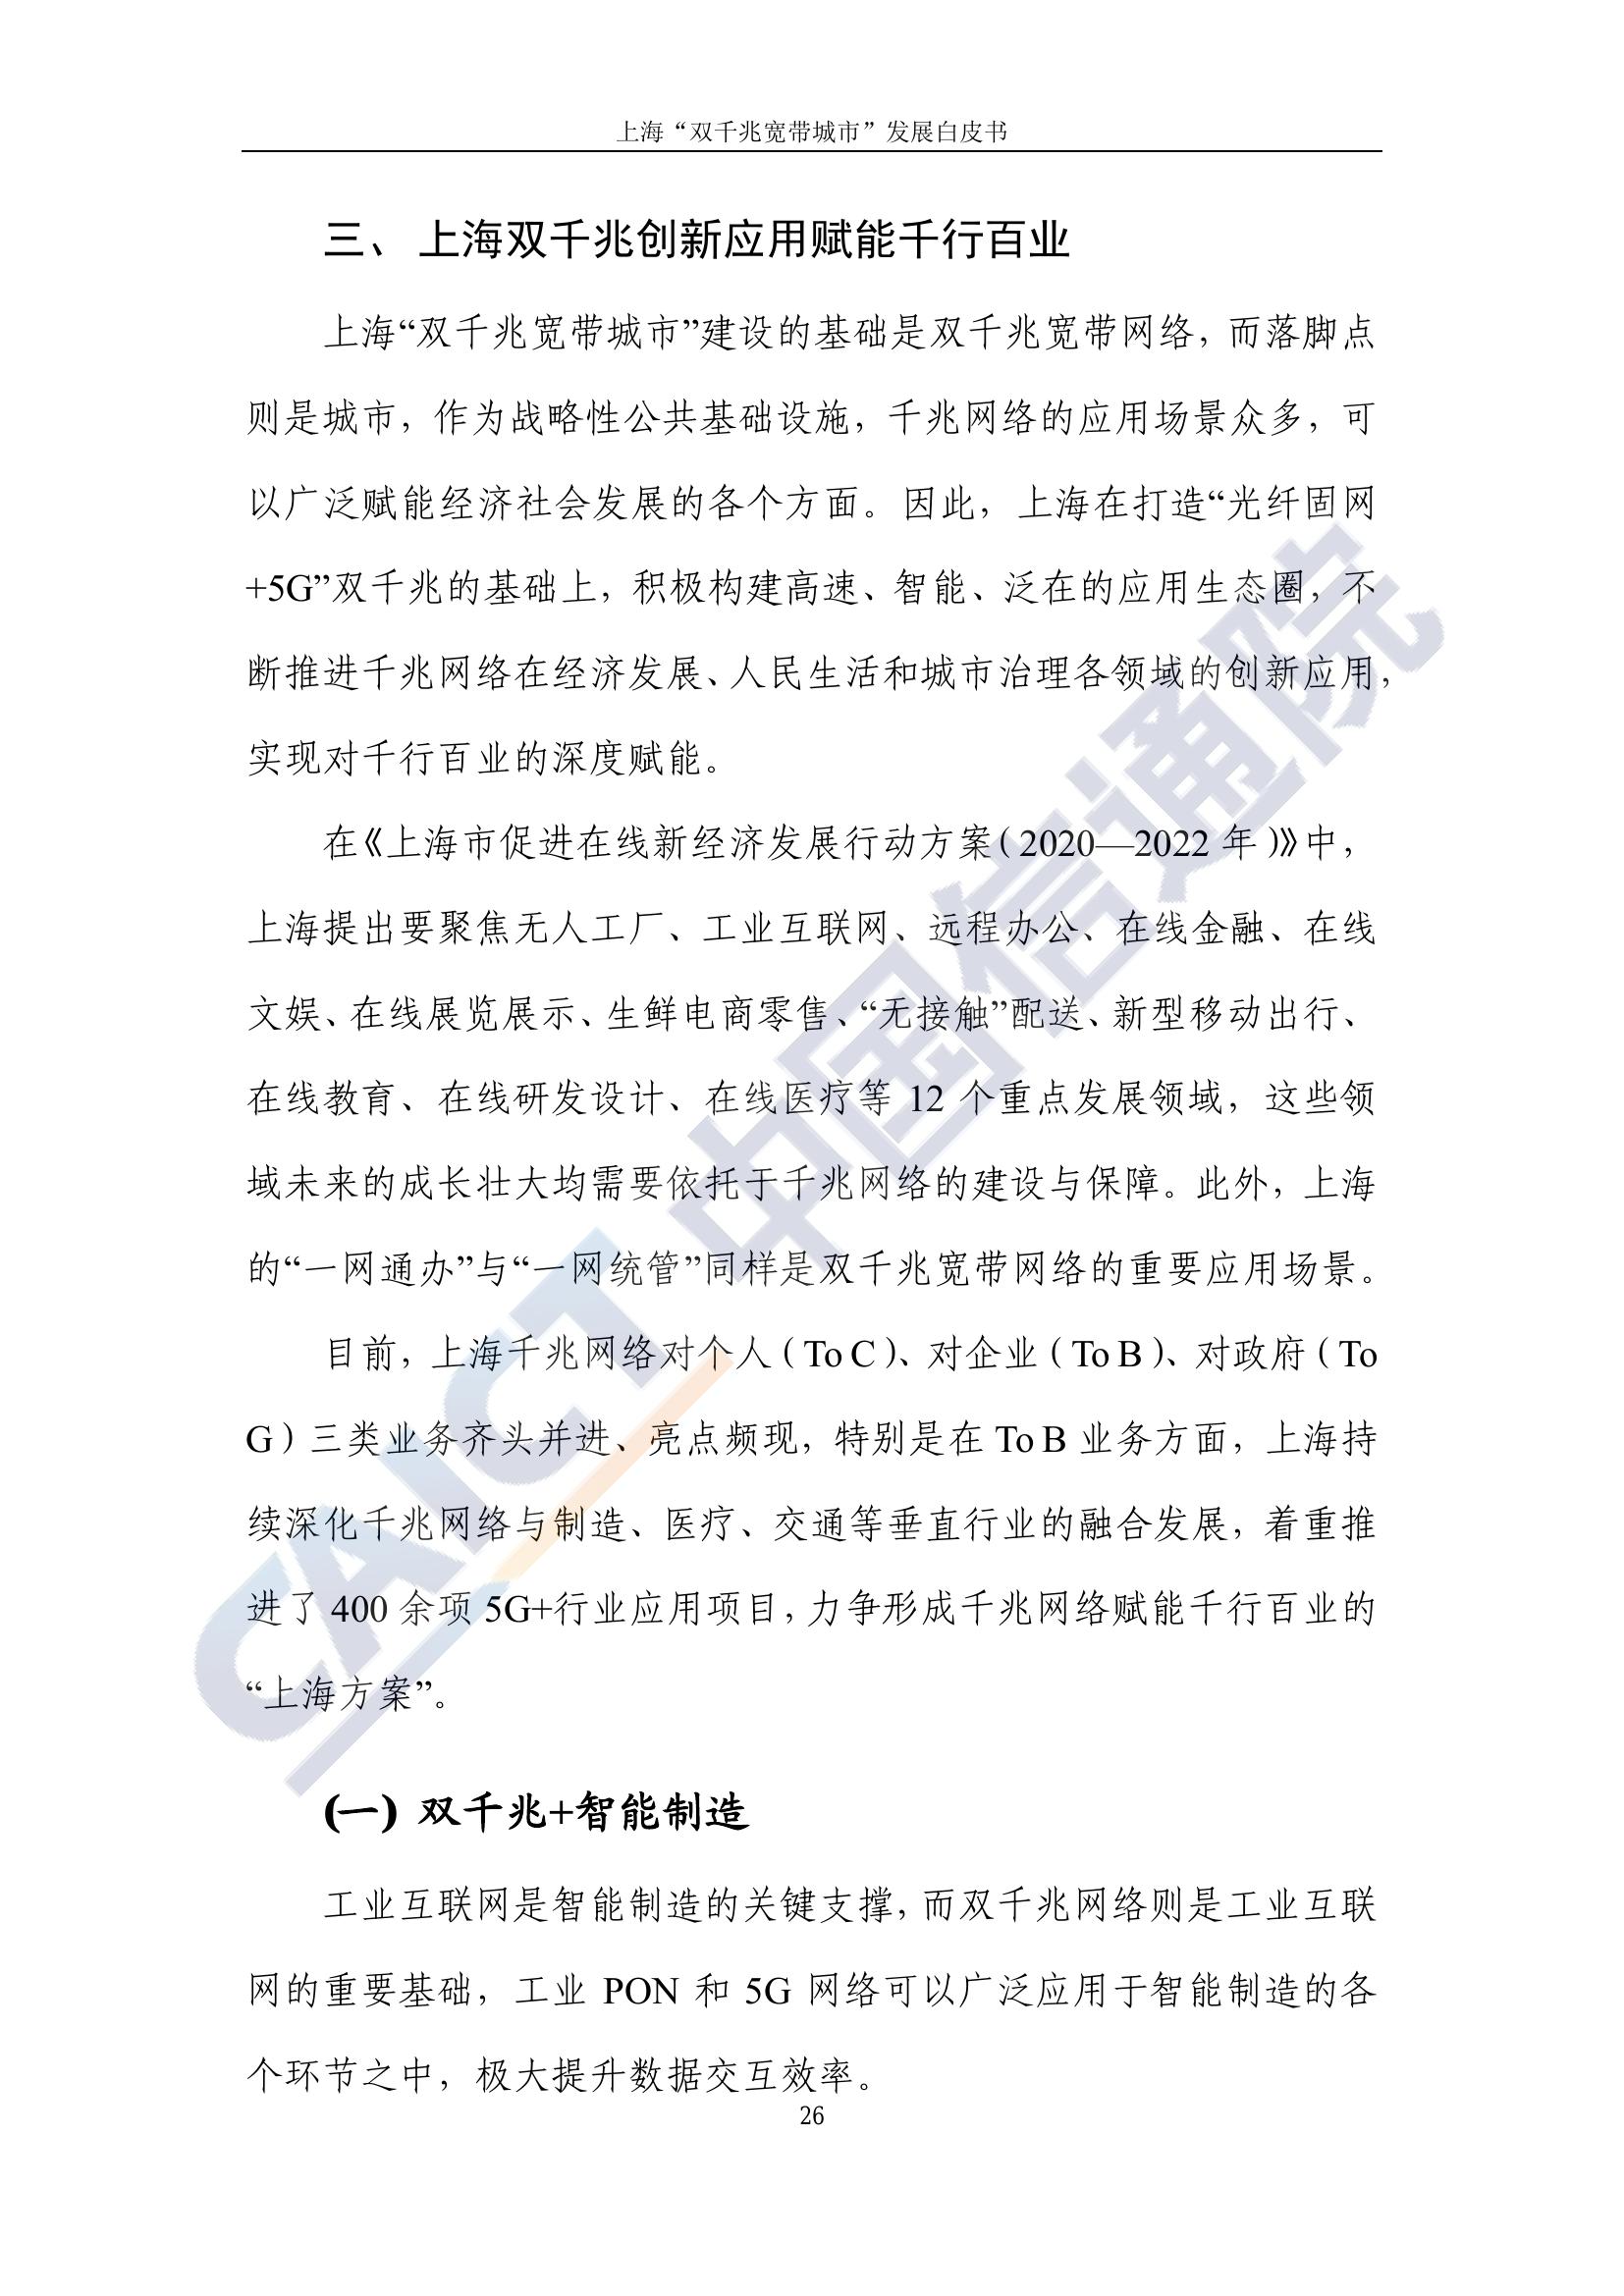 上海“双千兆宽带城市”发展白皮书
三、 上海双千兆创新应用赋能千行百业
上海“双千兆宽带城市”建设的基础是双千兆宽带网络，而落脚点
则是城市，作为战略性公共基础设施，千兆网络的应用场景众多，可
以广泛赋能经济社会发展的各个方面。因此，上海在打造“光纤固网
+5G”双千兆的基础上，积极构建高速、智能、泛在的应用生态圈，不
断推进千兆网络在经济发展、人民生活和城市治理各领域的创新应用，
实现对千行百业的深度赋能。
在《上海市促进在线新经济发展行动方案（2020—2022 年）》中，
上海提出要聚焦无人工厂、工业互联网、远程办公、在线金融、在线
文娱、在线展览展示、生鲜电商零售、“无接触”配送、新型移动出行、
在线教育、在线研发设计、在线医疗等 12 个重点发展领域，这些领
域未来的成长壮大均需要依托于千兆网络的建设与保障。此外，上海
的“一网通办”与“一网统管”同样是双千兆宽带网络的重要应用场景。
目前，上海千兆网络对个人（To C）、对企业（To B）、对政府（To
G）三类业务齐头并进、亮点频现，特别是在 To B 业务方面，上海持
续深化千兆网络与制造、医疗、交通等垂直行业的融合发展，着重推
进了 400 余项 5G+行业应用项目，力争形成千兆网络赋能千行百业的
“上海方案”。
(一) 双千兆+智能制造
工业互联网是智能制造的关键支撑，而双千兆网络则是工业互联
网的重要基础，工业 PON 和 5G 网络可以广泛应用于智能制造的各
个环节之中，极大提升数据交互效率。
26
CAICT 中国信通院